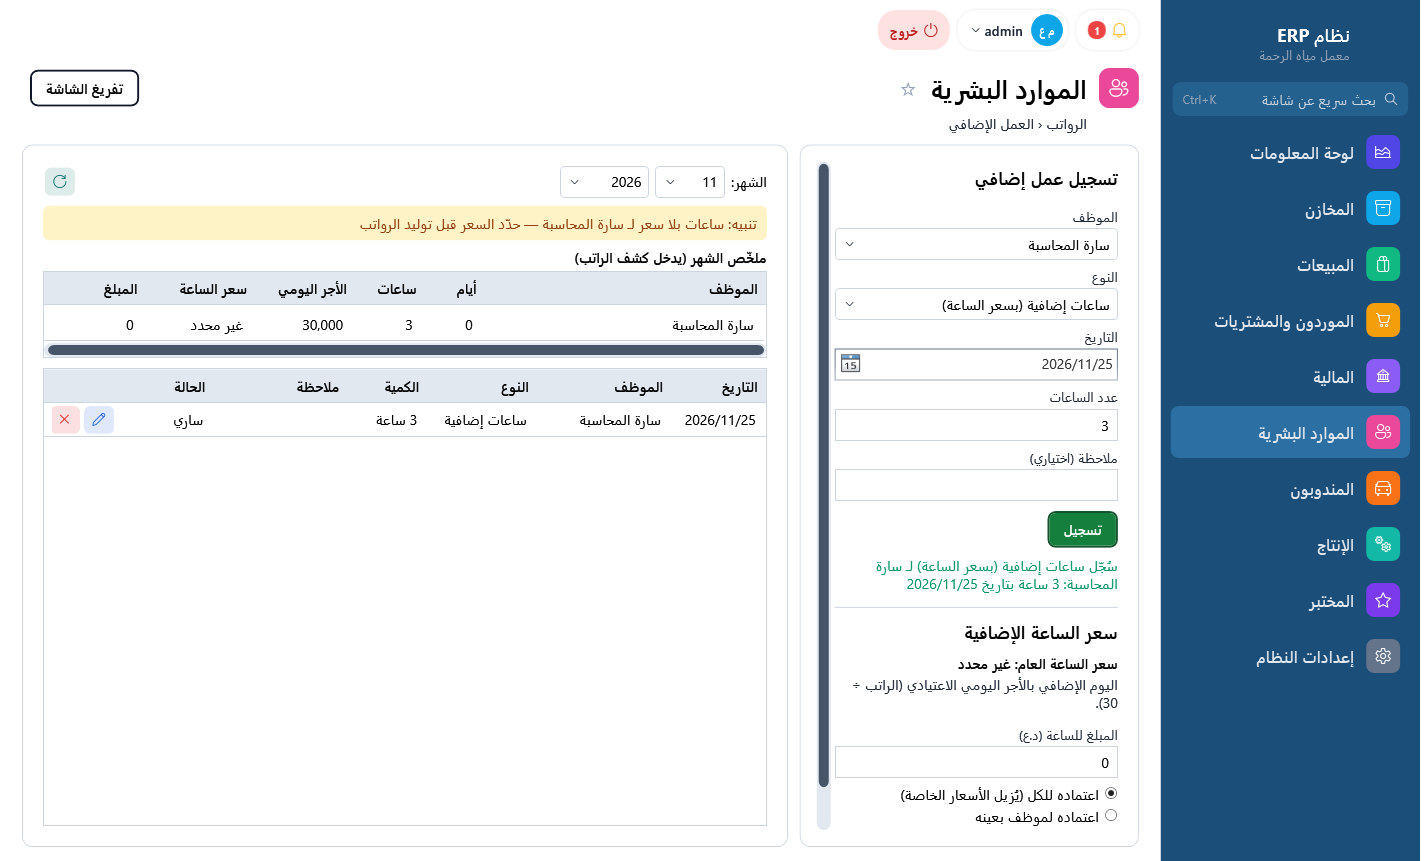 نظام ERP
معمل مياه الرحمة
بحث سريع عن شاشة
Ctrl+K
لوحة المعلومات
المخازن
المبيعات
الموردون والمشتريات
المالية
الموارد البشرية
المندوبون
الإنتاج
المختبر
إعدادات النظام
1
م ع
admin
خروج
الموارد البشرية
الرواتب › العمل الإضافي
تفريغ الشاشة
تسجيل عمل إضافي
الموظف
سارة المحاسبة
النوع
ساعات إضافية (بسعر الساعة)
التاريخ
2026/11/25
15
عدد الساعات
3
ملاحظة (اختياري)
تسجيل
سُجّل ساعات إضافية (بسعر الساعة) لـ سارة
المحاسبة: 3 ساعة بتاريخ 2026/11/25
سعر الساعة الإضافية
سعر الساعة العام: غير محدد
اليوم الإضافي بالأجر اليومي الاعتيادي (الراتب ÷
30).
المبلغ للساعة (د.ع)
0
اعتماده للكل (يُزيل الأسعار الخاصة)
اعتماده لموظف بعينه
الشهر: 11 2026
تنبيه: ساعات بلا سعر لـ سارة المحاسبة — حدّد السعر قبل توليد الرواتب
ملخّص الشهر (يدخل كشف الراتب)
الموظف أيام ساعات الأجر اليومي سعر الساعة المبلغ
سارة المحاسبة 0 3 30,000 غير محدد 0
التاريخ الموظف النوع الكمية ملاحظة الحالة
2026/11/25 سارة المحاسبة ساعات إضافية 3 ساعة ساري